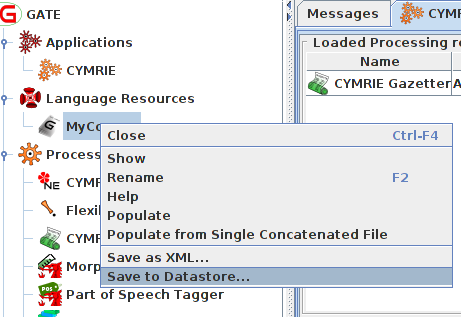 GATE
Applications
CYMRIE
Language Resources
MyCo
Process
CYMR
Flexi
CYMR
Morp
Part of Speech Tagger
NE
POS
Close Ctrl-F4
Show
Rename F2
Help
Populate
Populate from Single Concatenated File
Save as XML...
Save to Datastore...
Messages
CYMR
Loaded Processing re
Name
CYMRIE Gazetteer A